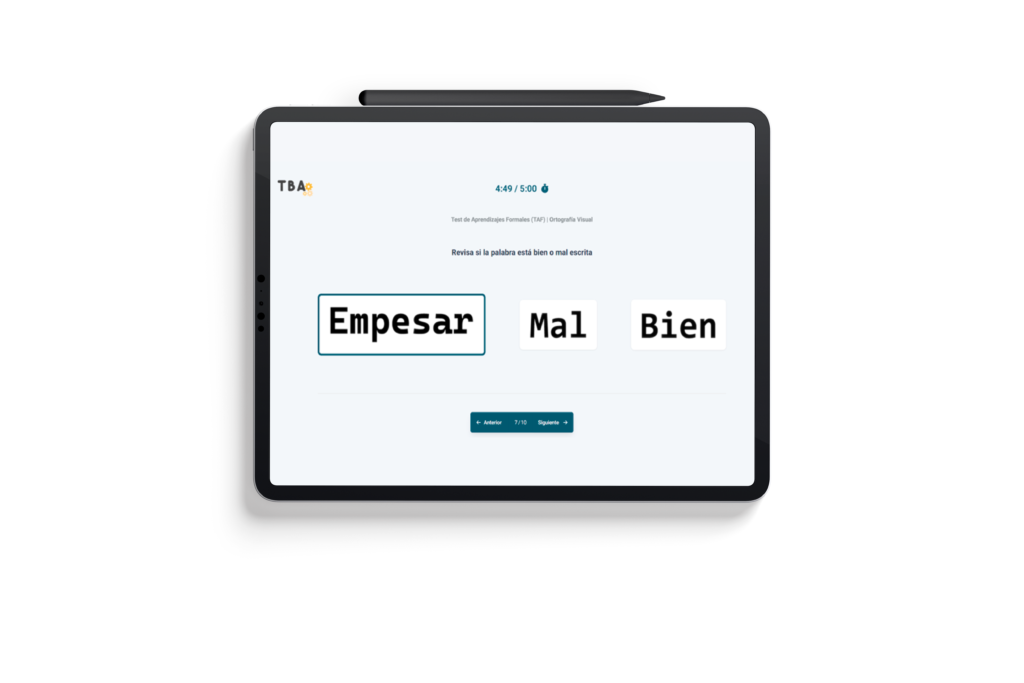 TBA
4:49 / 5:00
Test de Aprendizajes Formales (TAF) | Ortografía Visual
Revisa si la palabra está bien o mal escrita
Empesar
Mal
Bien
← Anterior 7 / 10 Siguiente →